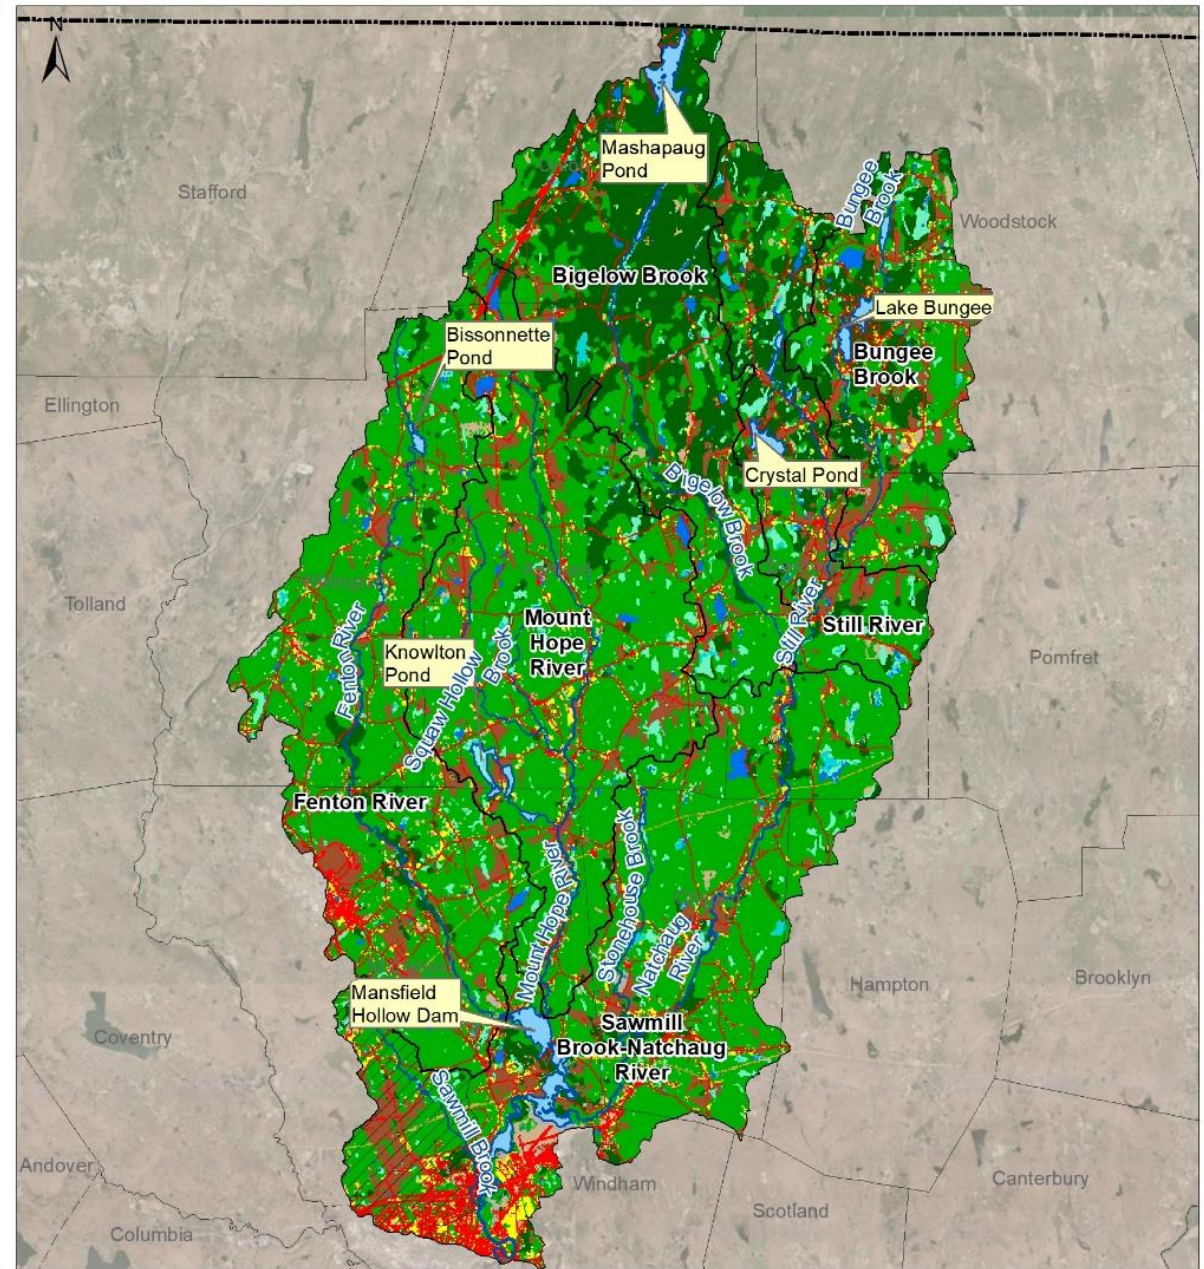 N
Stafford
Mashapaug
Pond
Bungee
Brook
Woodstock
Bigelow Brook
Lake Bungee
Bissonnette
Pond
Bungee
Brook
Ellington
Crystal Pond
Bigelow Brook
Tolland
Fenton River
Mount
Hope
River
Still River
Still River
Knowlton
Pond
Squaw Hollow
Brook
Pomfret
Fenton River
Mount Hope River
Stonehouse Brook
Natchaug
River
Hampton
Brooklyn
Mansfield
Hollow Dam
Sawmill
Brook-Natchaug
River
Coventry
Sawmill Brook
Andover
Windham
Canterbury
Scotland
Columbia